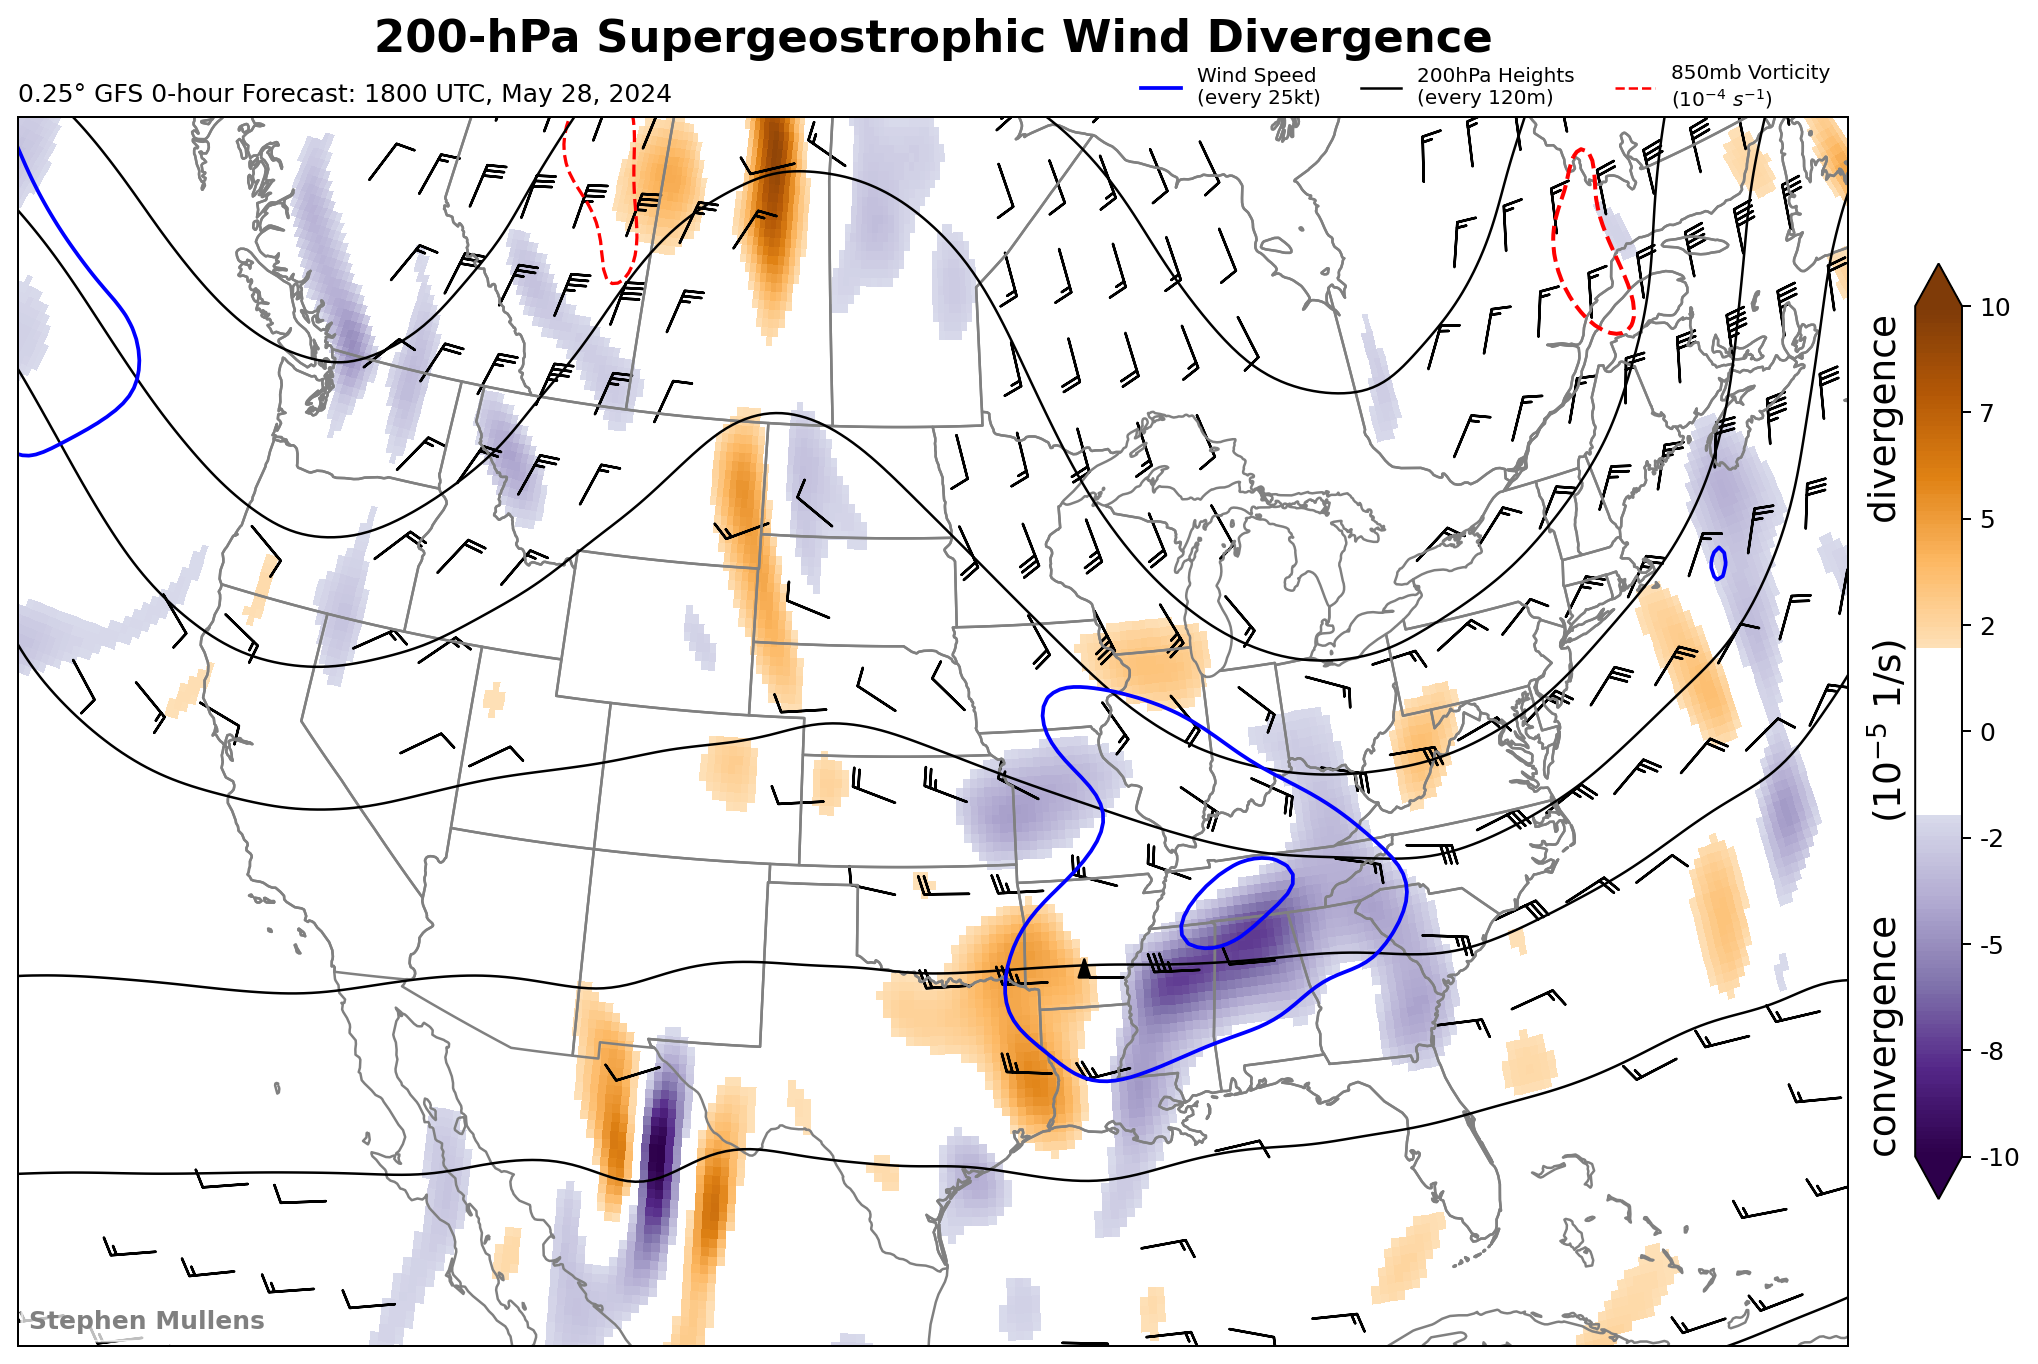 200-hPa Supergeostrophic Wind Divergence
0.25° GFS 0-hour Forecast: 1800 UTC, May 28, 2024
Wind Speed
(every 25kt)
200hPa Heights
(every 120m)
850mb Vorticity
(10⁻⁴ s⁻¹)
10
7
5
2
0
-2
-5
-8
-10
convergence (10⁻⁵ 1/s) divergence
Stephen Mullens